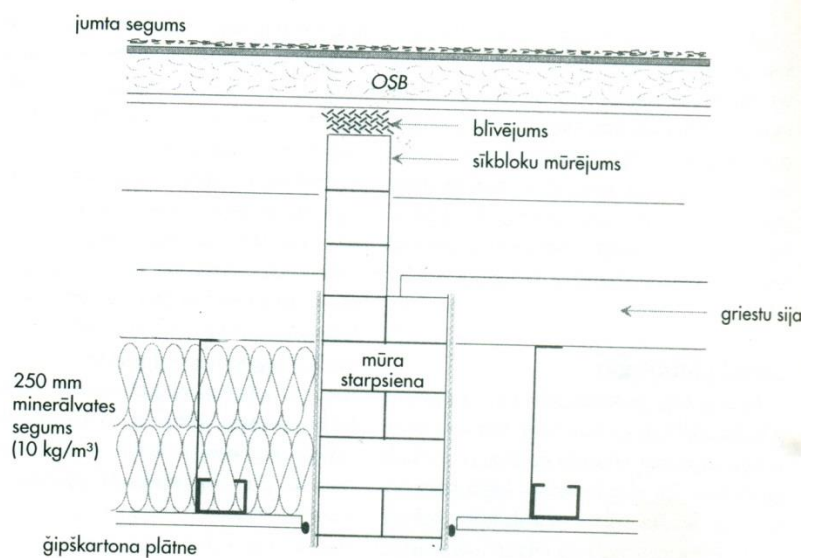 jumta segums
OSB
blīvējums
sīkbloku mūrējums
griestu sija
mūra
starpsiena
250 mm
minerālvates
segums
(10 kg/m³)
ģipškartona plātne